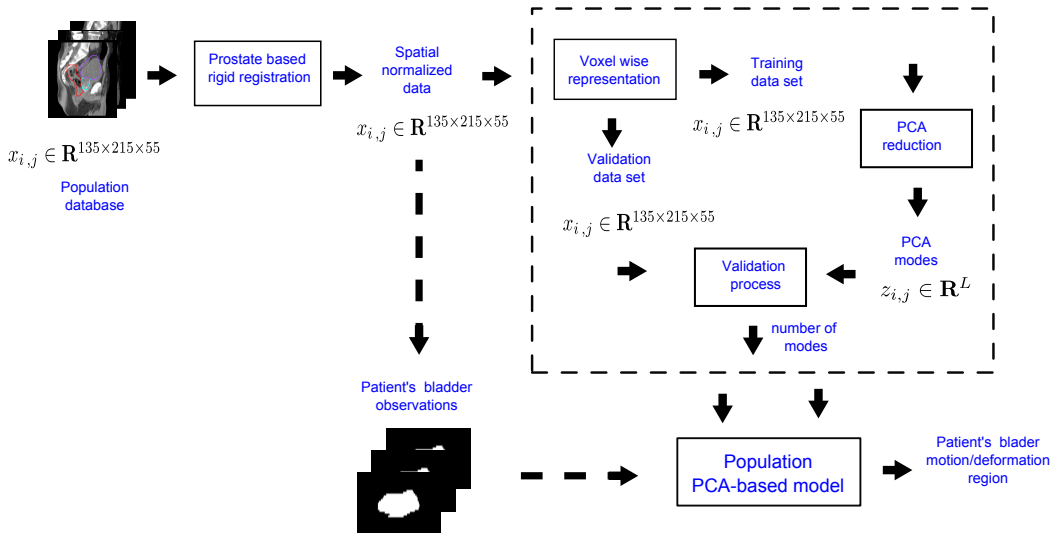 Prostate based
rigid registration
Spatial
normalized
data
Voxel wise
representation
Training
data set
x_{i,j} ∈ R^{135×215×55}
x_{i,j} ∈ R^{135×215×55}
x_{i,j} ∈ R^{135×215×55}
PCA
reduction
Population
database
Validation
data set
x_{i,j} ∈ R^{135×215×55}
Validation
process
PCA
modes
z_{i,j} ∈ R^L
number of
modes
Patient's bladder
observations
Population
PCA-based model
Patient's blader
motion/deformation
region